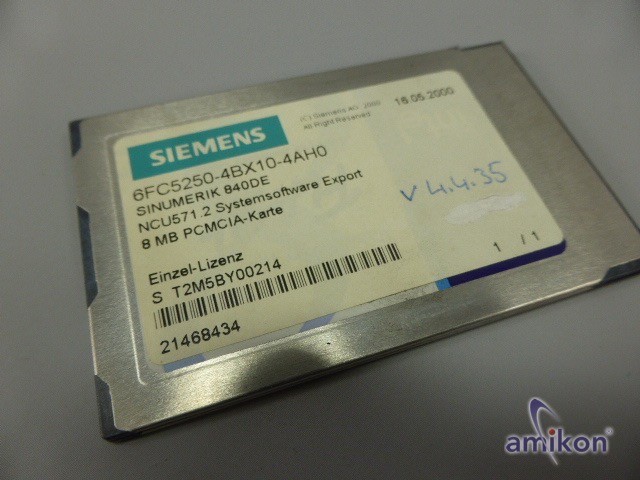 (C) Siemens AG 2000
All Right Reserved
18.05.2000
SIEMENS
6FC5250-4BX10-4AH0
SINUMERIK 840DE
NCU571.2 Systemsoftware Export
8 MB PCMCIA-Karte
V 4.4.35
Einzel-Lizenz
S T2M5BY00214
1 / 1
21468434
amikon